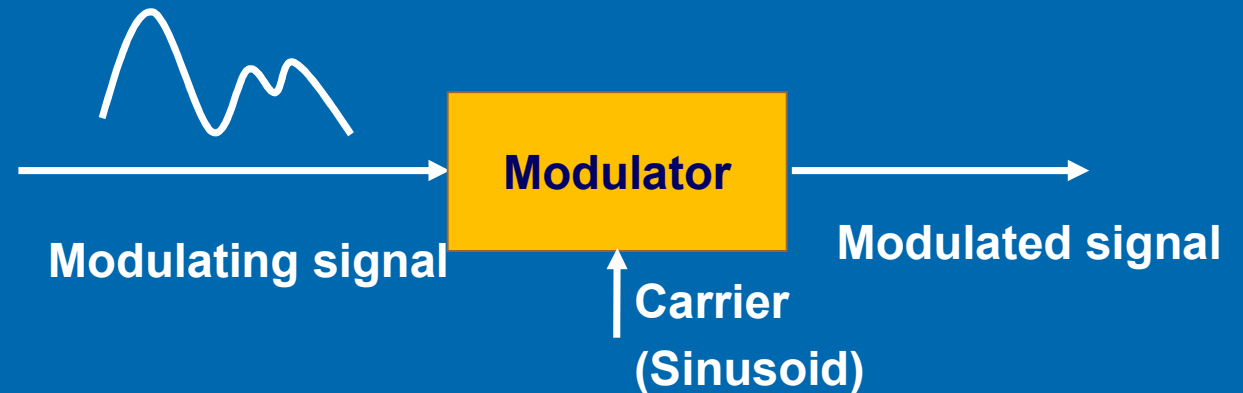 Modulator
Modulating signal
Modulated signal
Carrier
(Sinusoid)